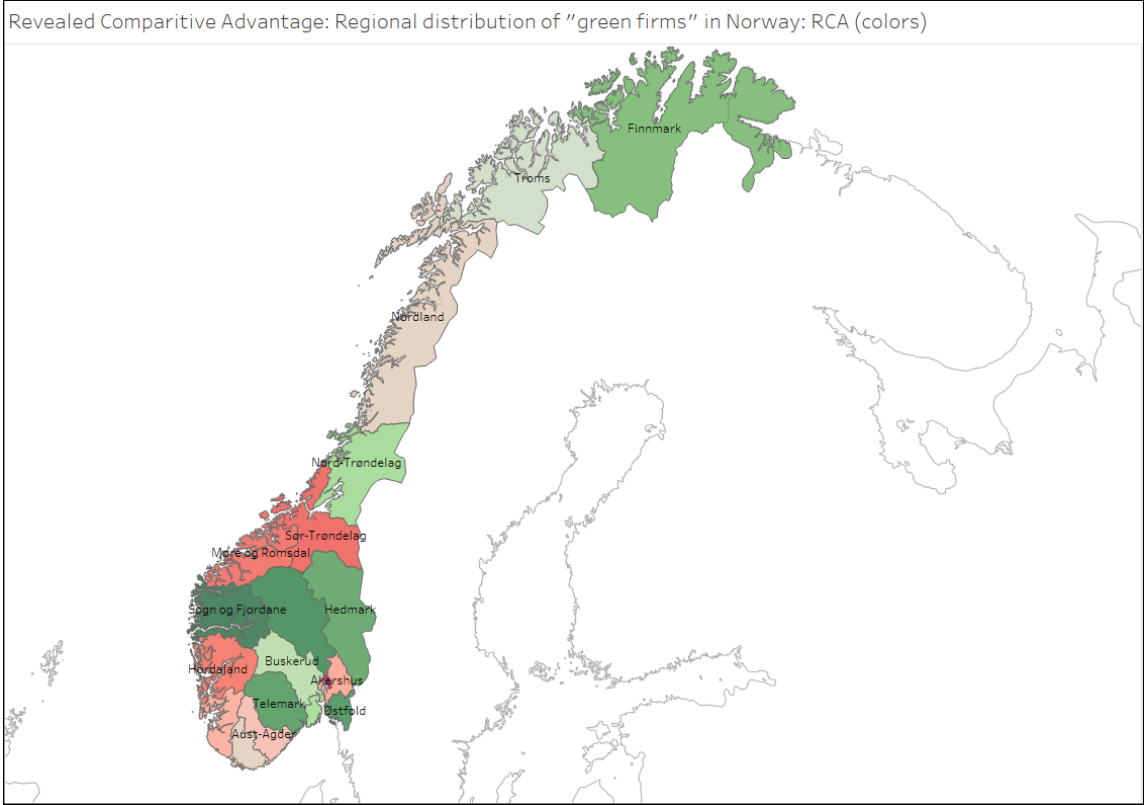 Revealed Comparitive Advantage: Regional distribution of "green firms" in Norway: RCA (colors)
Finnmark
Troms
Nordland
Nord-Trøndelag
Sør-Trøndelag
Møre og Romsdal
Sogn og Fjordane
Hedmark
Buskerud
Hordaland
Akershus
Telemark
Østfold
Aust-Agder